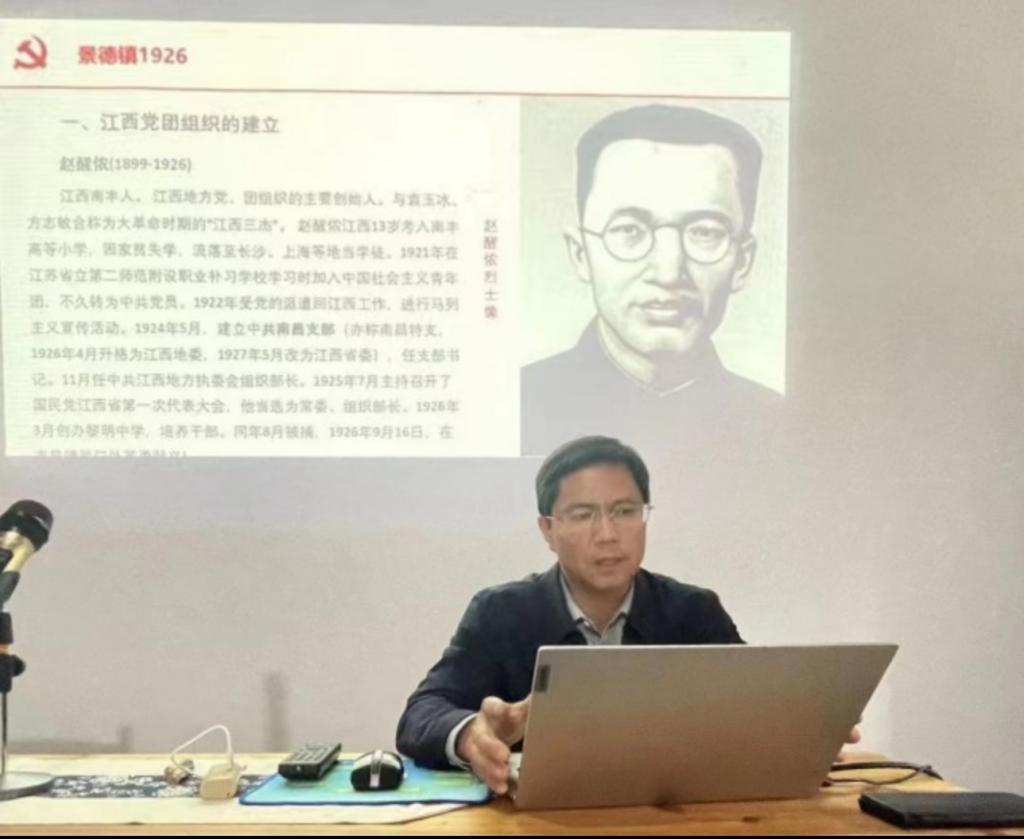 景德镇1926
一、江西党团组织的建立
赵醒侬(1899-1926)
江西南丰人。江西地方党、团组织的主要创始人。与袁玉冰、
方志敏合称为大革命时期的“江西三杰”。赵醒侬江西13岁考入南丰
高等小学，因家贫失学，流落至长沙、上海等地当学徒。1921年在
江苏省立第二师范附设职业补习学校学习时加入中国社会主义青年
团，不久转为中共党员。1922年受党的派遣回江西工作，进行马列
主义宣传活动。1924年5月，建立中共南昌支部（亦称南昌特支，
1926年4月升格为江西地委，1927年5月改为江西省委），任支部书
记。11月任中共江西地方执委会组织部长。1925年7月主持召开了
国民党江西省第一次代表大会，他当选为常委、组织部长。1926年
3月创办黎明中学，培养干部。同年8月被捕，1926年9月16日，在
赵醒侬烈士像